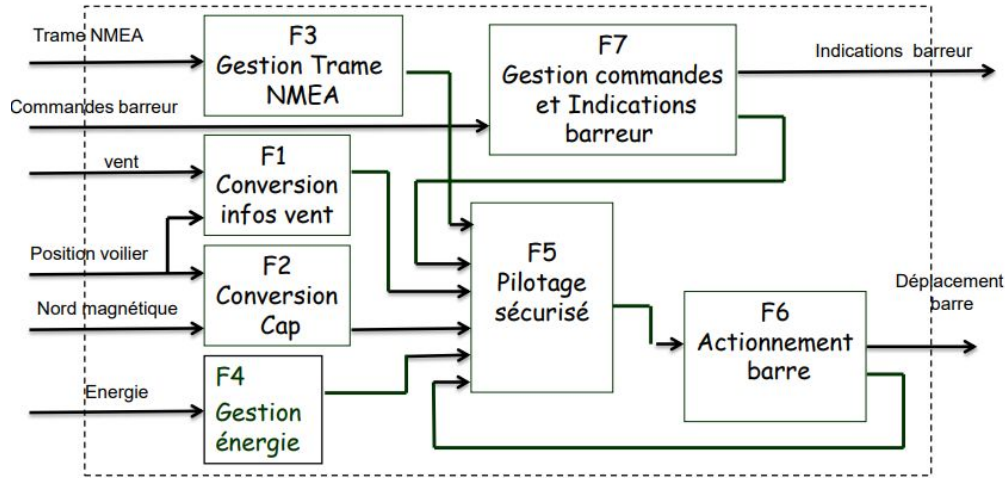 Trame NMEA
F3
Gestion Trame
NMEA
F7
Gestion commandes
et Indications
barreur
Indications barreur
Commandes barreur
vent
F1
Conversion
infos vent
Position voilier
F2
Conversion
Cap
Nord magnétique
F5
Pilotage
sécurisé
Déplacement
barre
F6
Actionnement
barre
Energie
F4
Gestion
énergie